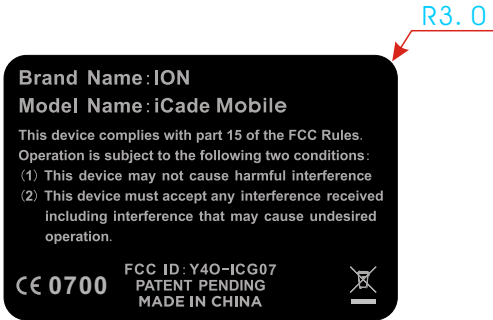 R3.0
Brand Name:ION
Model Name:iCade Mobile
This device complies with part 15 of the FCC Rules.
Operation is subject to the following two conditions:
(1) This device may not cause harmful interference
(2) This device must accept any interference received
including interference that may cause undesired
operation.
CE 0700
FCC ID:Y4O-ICG07
PATENT PENDING
MADE IN CHINA